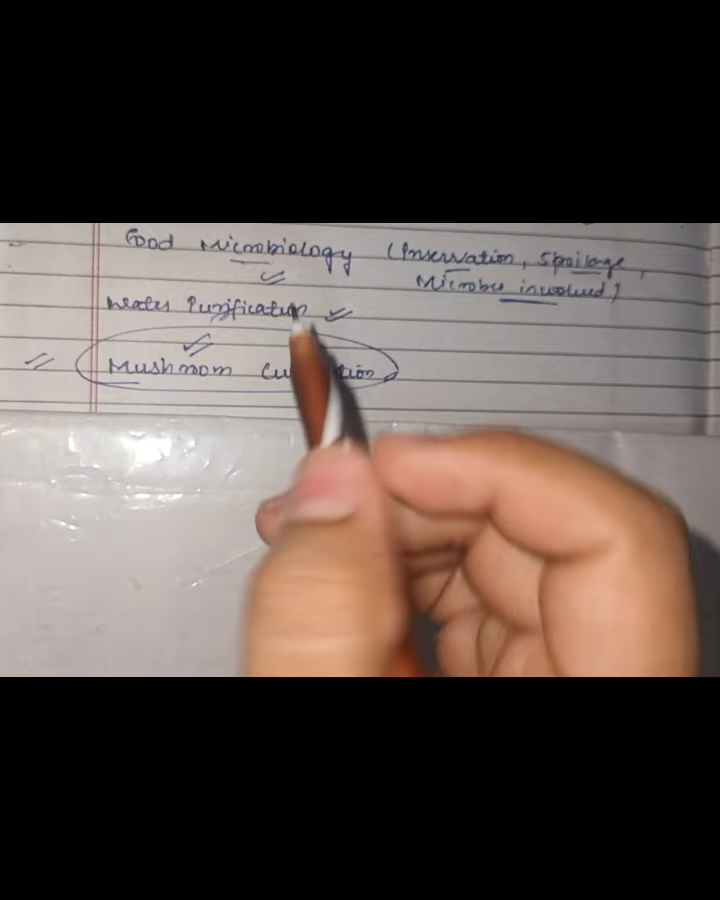 Food Microbiology (Preservation, Spoilage,
Microbes involved)
Water Purification
Mushroom